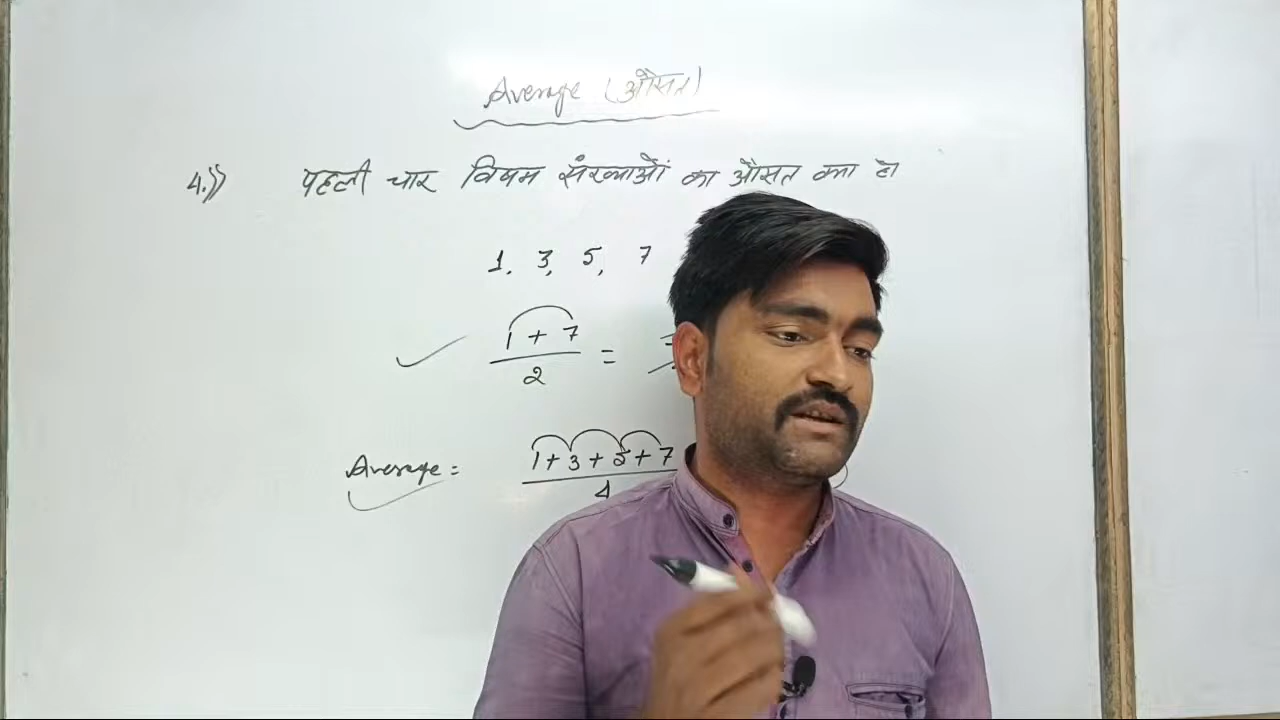 Average (औसत)
4.)) पहली चार विषम संख्याओं का औसत क्या हो
1, 3, 5, 7
1 + 7
2
=
Average = 1 + 3 + 5 + 7
4